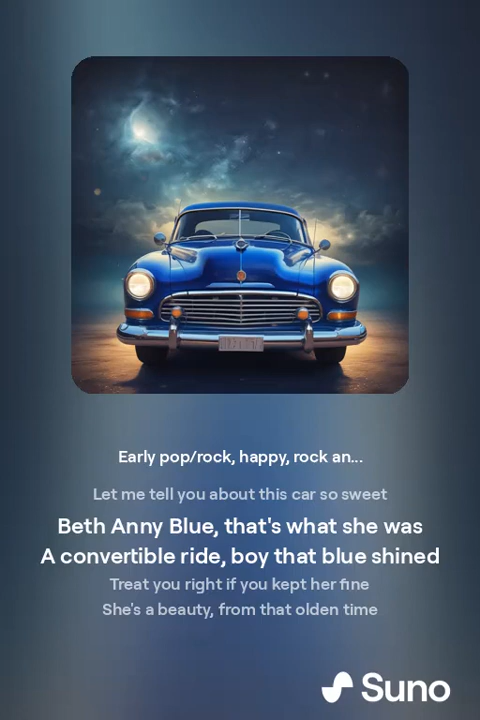 Early pop/rock, happy, rock an...
Let me tell you about this car so sweet
Beth Anny Blue, that's what she was
A convertible ride, boy that blue shined
Treat you right if you kept her fine
She's a beauty, from that olden time
Suno